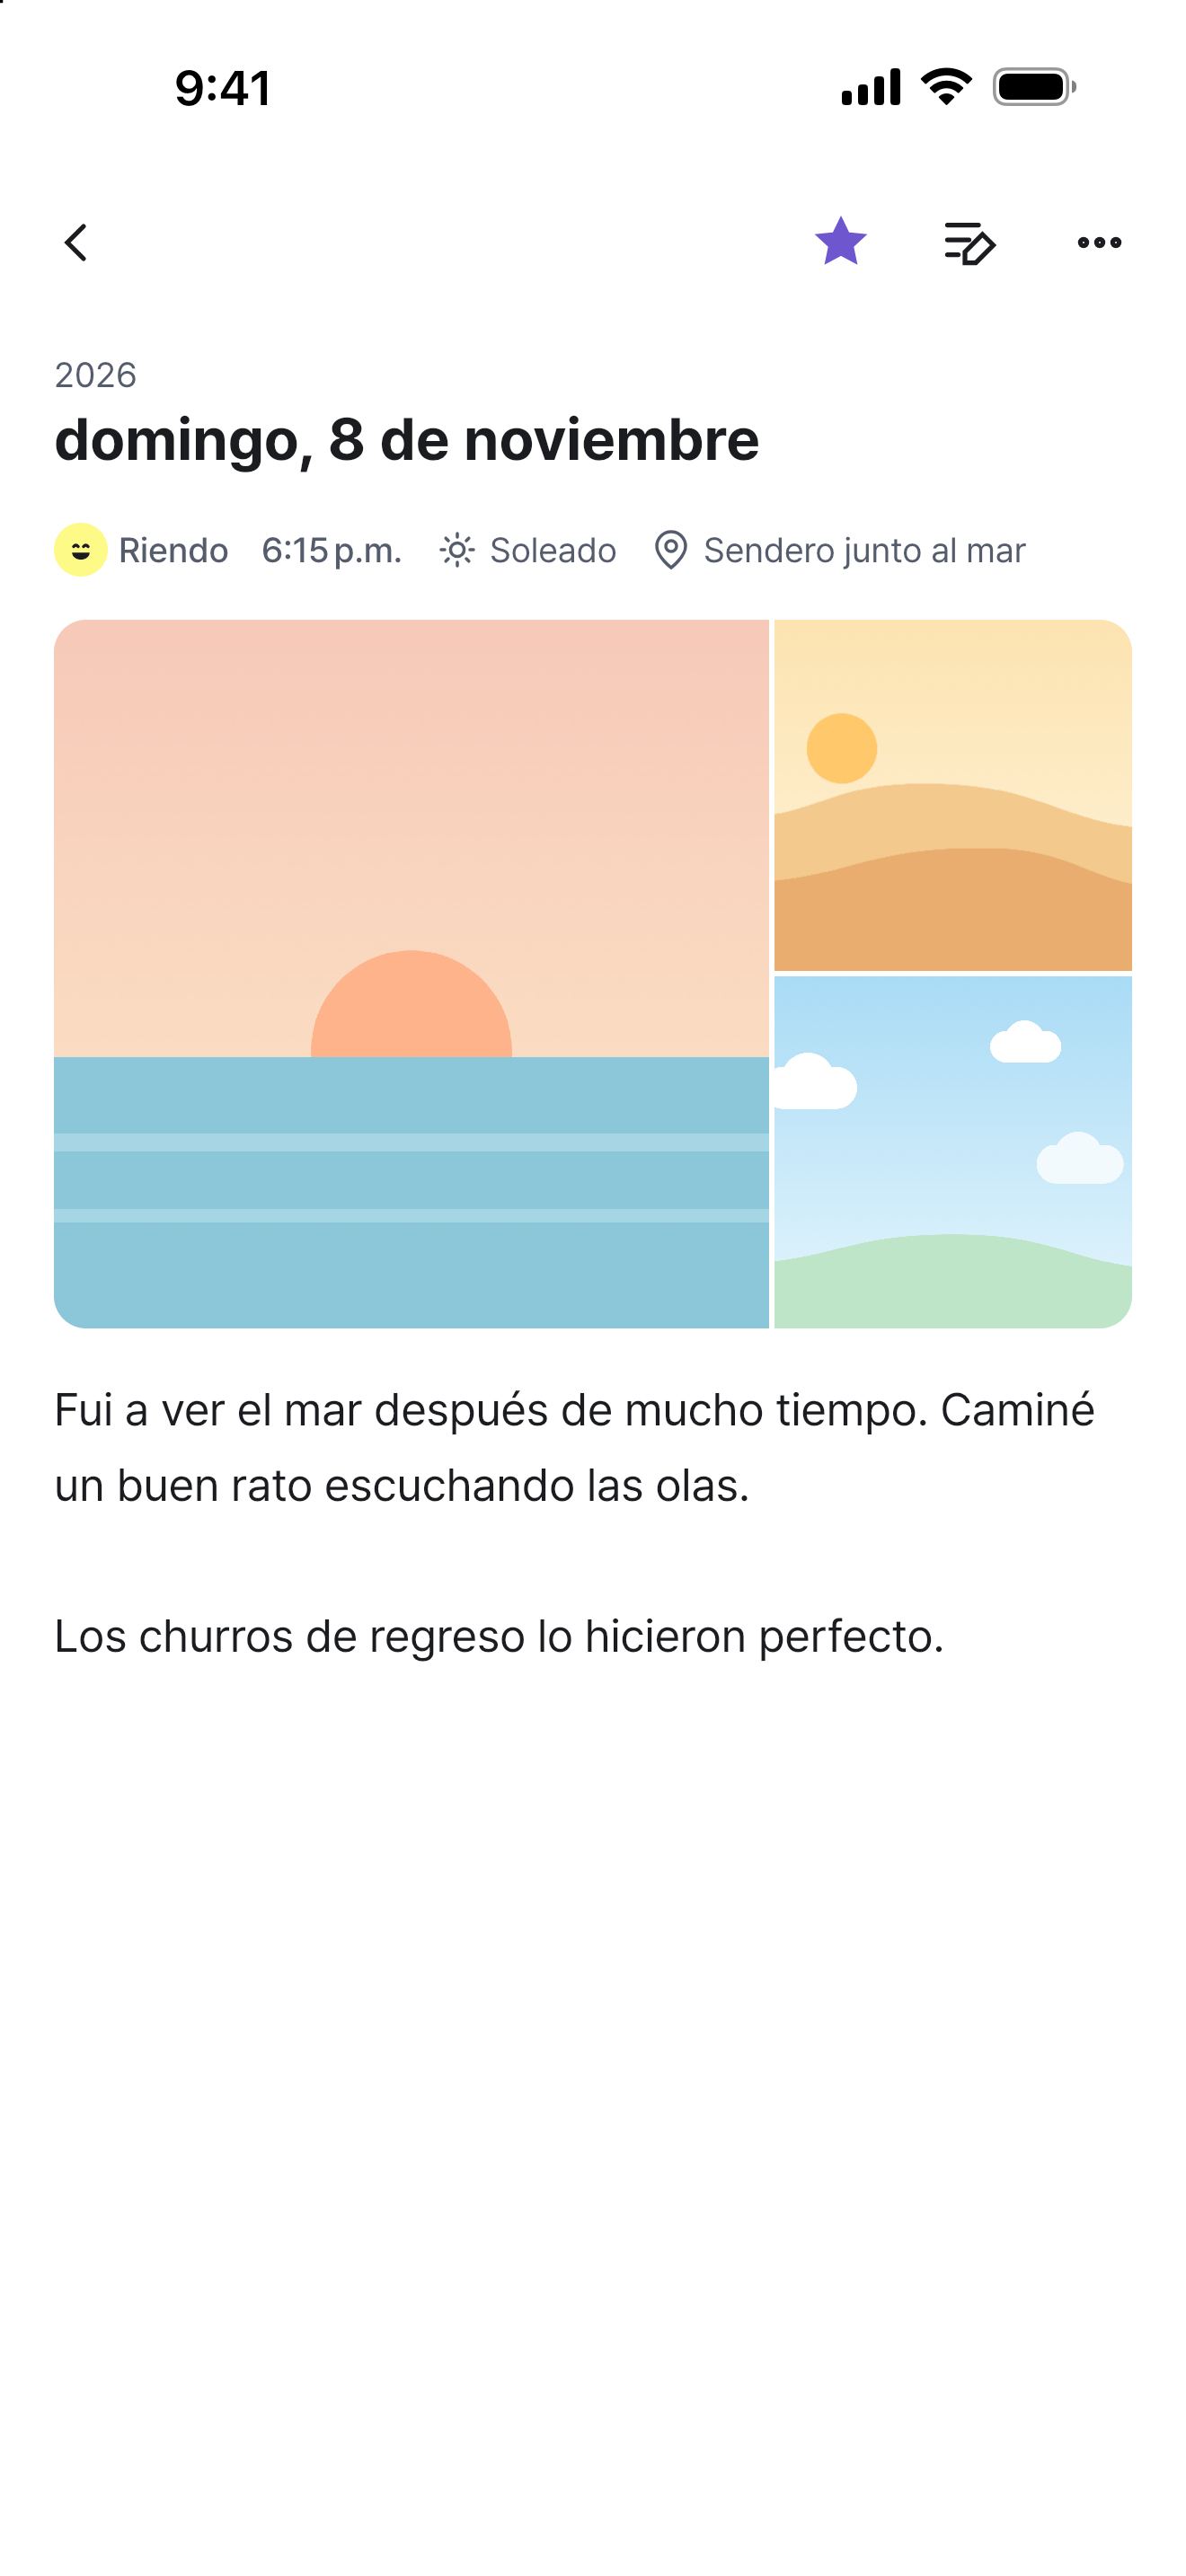 9:41
2026
domingo, 8 de noviembre
Riendo 6:15 p.m. Soleado Sendero junto al mar
Fui a ver el mar después de mucho tiempo. Caminé
un buen rato escuchando las olas.
Los churros de regreso lo hicieron perfecto.